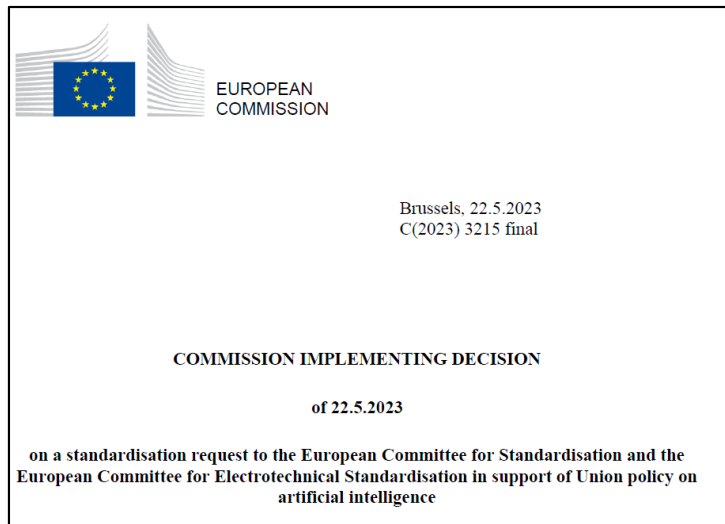 EUROPEAN
COMMISSION
Brussels, 22.5.2023
C(2023) 3215 final
COMMISSION IMPLEMENTING DECISION
of 22.5.2023
on a standardisation request to the European Committee for Standardisation and the
European Committee for Electrotechnical Standardisation in support of Union policy on
artificial intelligence